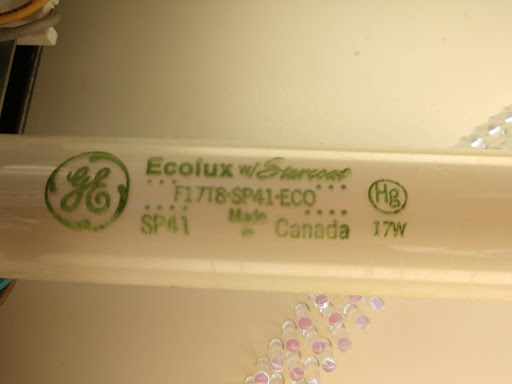 GE
Ecolux w/ Starcoat
F17T8·SP41·ECO
SP41 Made in Canada
Hg
17W